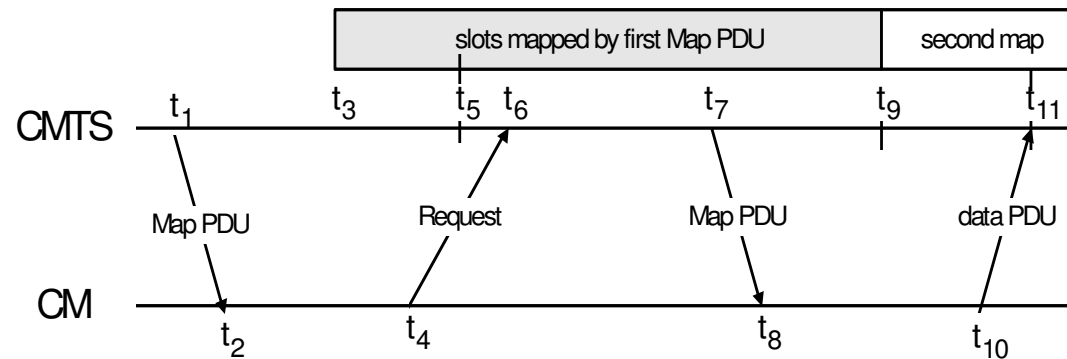 slots mapped by first Map PDU second map
t1 t3 t5 t6 t7 t9 t11
CMTS
Map PDU Request Map PDU data PDU
CM
t2 t4 t8 t10